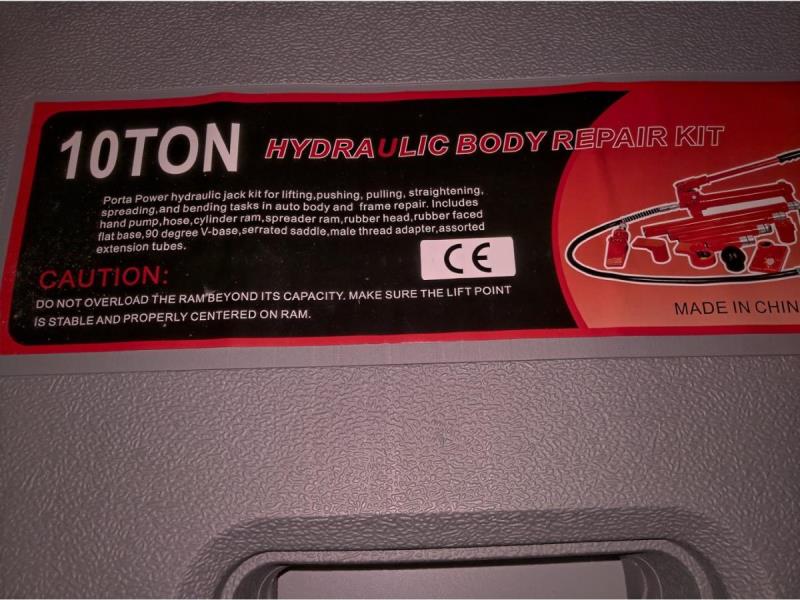 10TON HYDRAULIC BODY REPAIR KIT
Porta Power hydraulic jack kit for lifting,pushing, pulling, straightening,
spreading,and bending tasks in auto body and frame repair. Includes
hand pump,hose,cylinder ram,spreader ram,rubber head,rubber faced
flat base,90 degree V-base,serrated saddle,male thread adapter,assorted
extension tubes.
CE
CAUTION:
DO NOT OVERLOAD THE RAM BEYOND ITS CAPACITY. MAKE SURE THE LIFT POINT
IS STABLE AND PROPERLY CENTERED ON RAM.
MADE IN CHIN